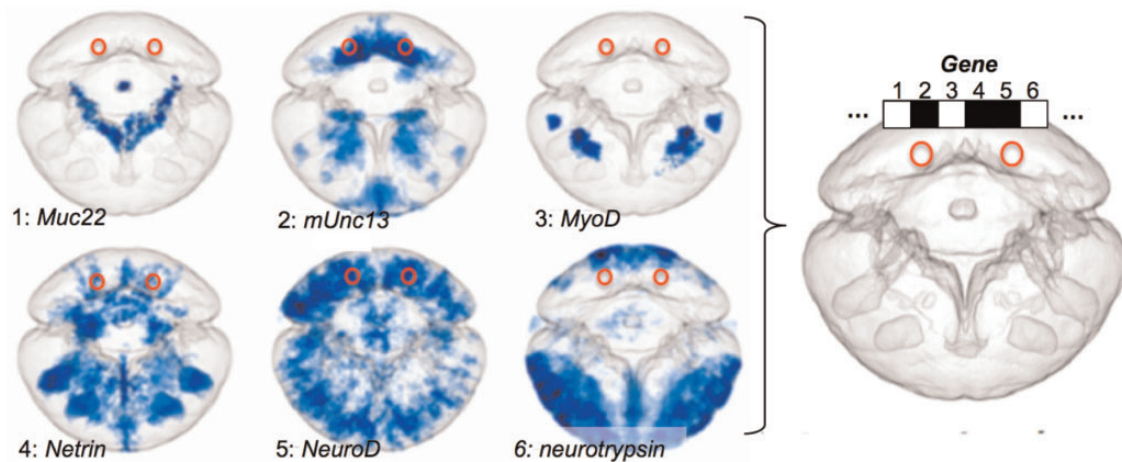 Gene
1 2 3 4 5 6
... ...
1: Muc22
2: mUnc13
3: MyoD
4: Netrin
5: NeuroD
6: neurotrypsin